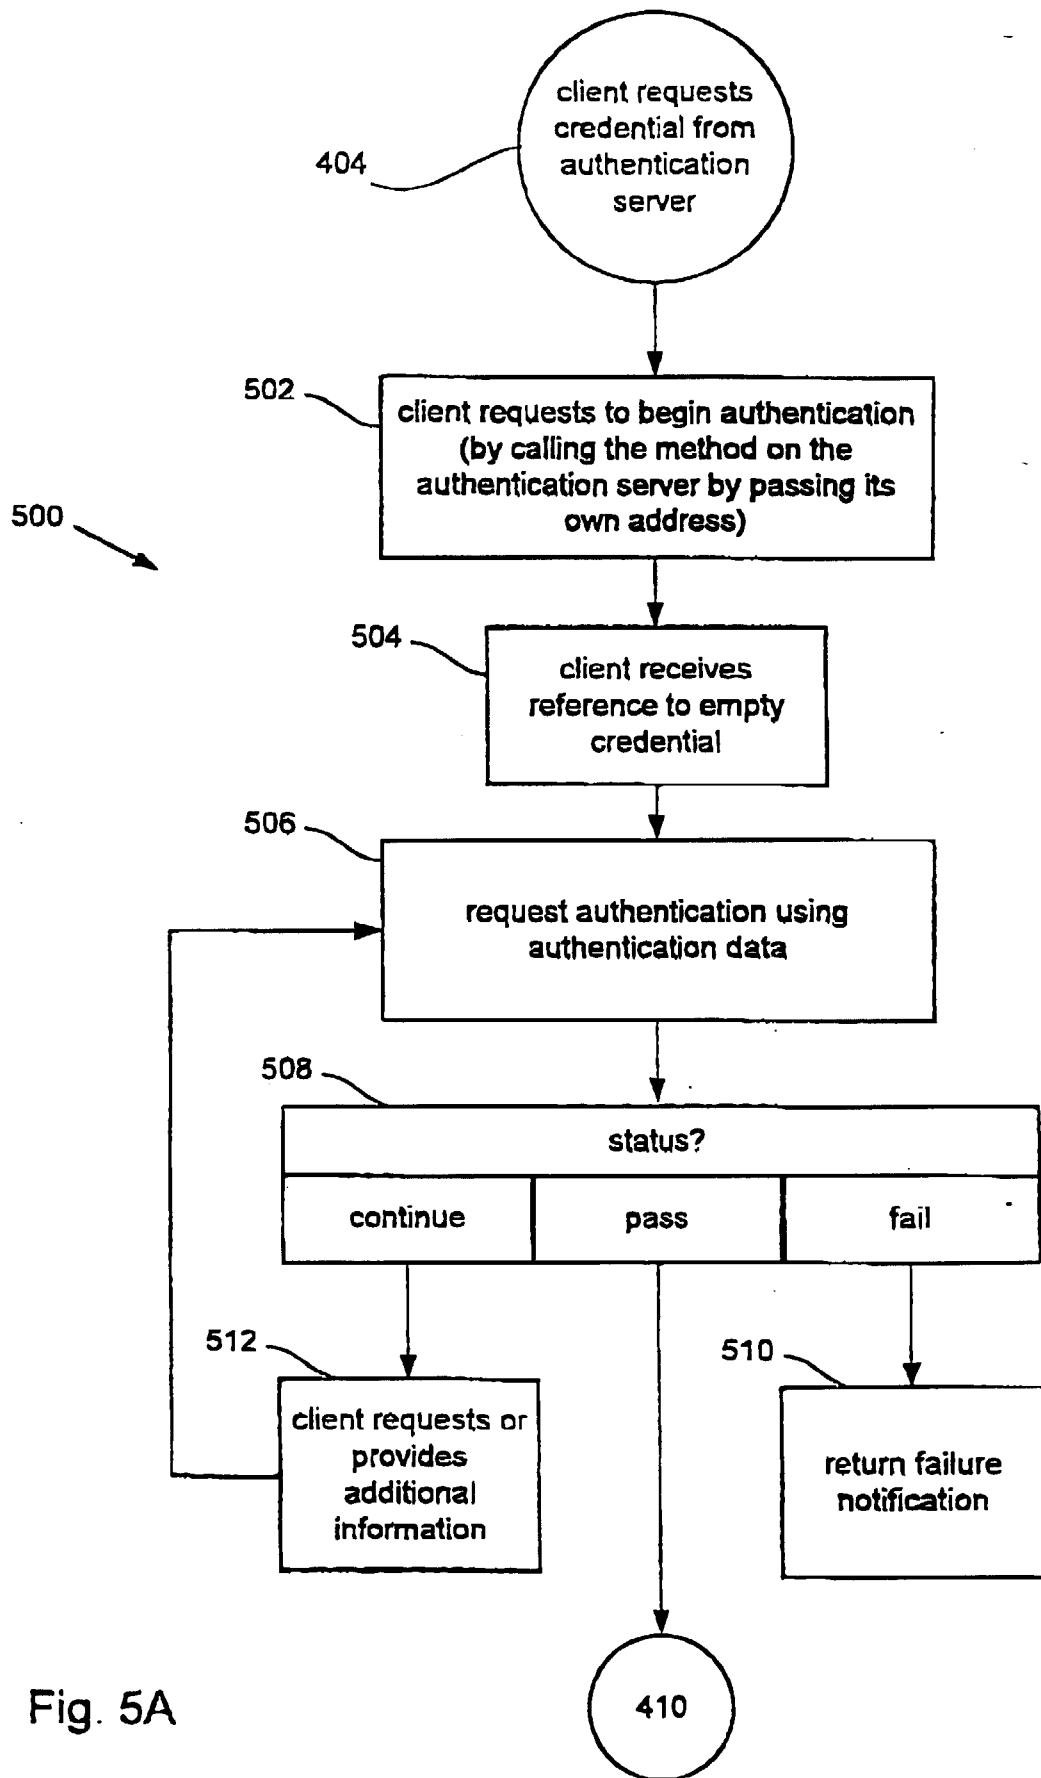 client requests
credential from
authentication
server
404
502
client requests to begin authentication
(by calling the method on the
authentication server by passing its
own address)
500
504
client receives
reference to empty
credential
506
request authentication using
authentication data
508
status?
continue
pass
fail
512
client requests or
provides
additional
information
510
return failure
notification
410
Fig. 5A